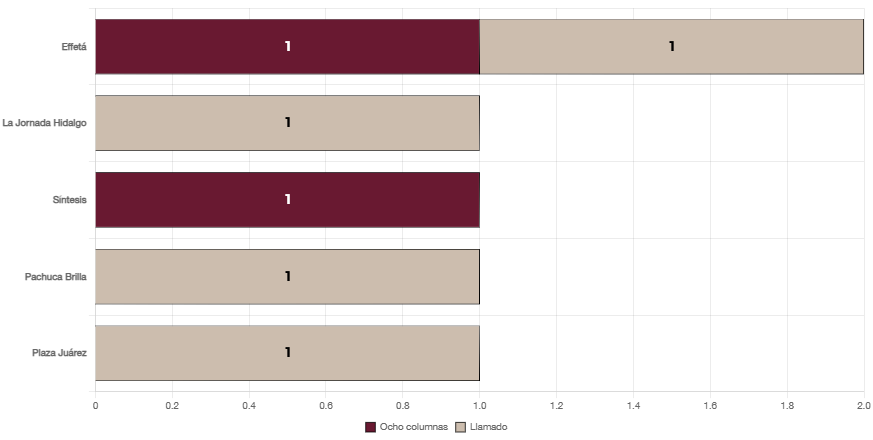 Effetá 1 1
La Jornada Hidalgo 1
Síntesis 1
Pachuca Brilla 1
Plaza Juárez 1
0 0.2 0.4 0.6 0.8 1.0 1.2 1.4 1.6 1.8 2.0
Ocho columnas Llamado